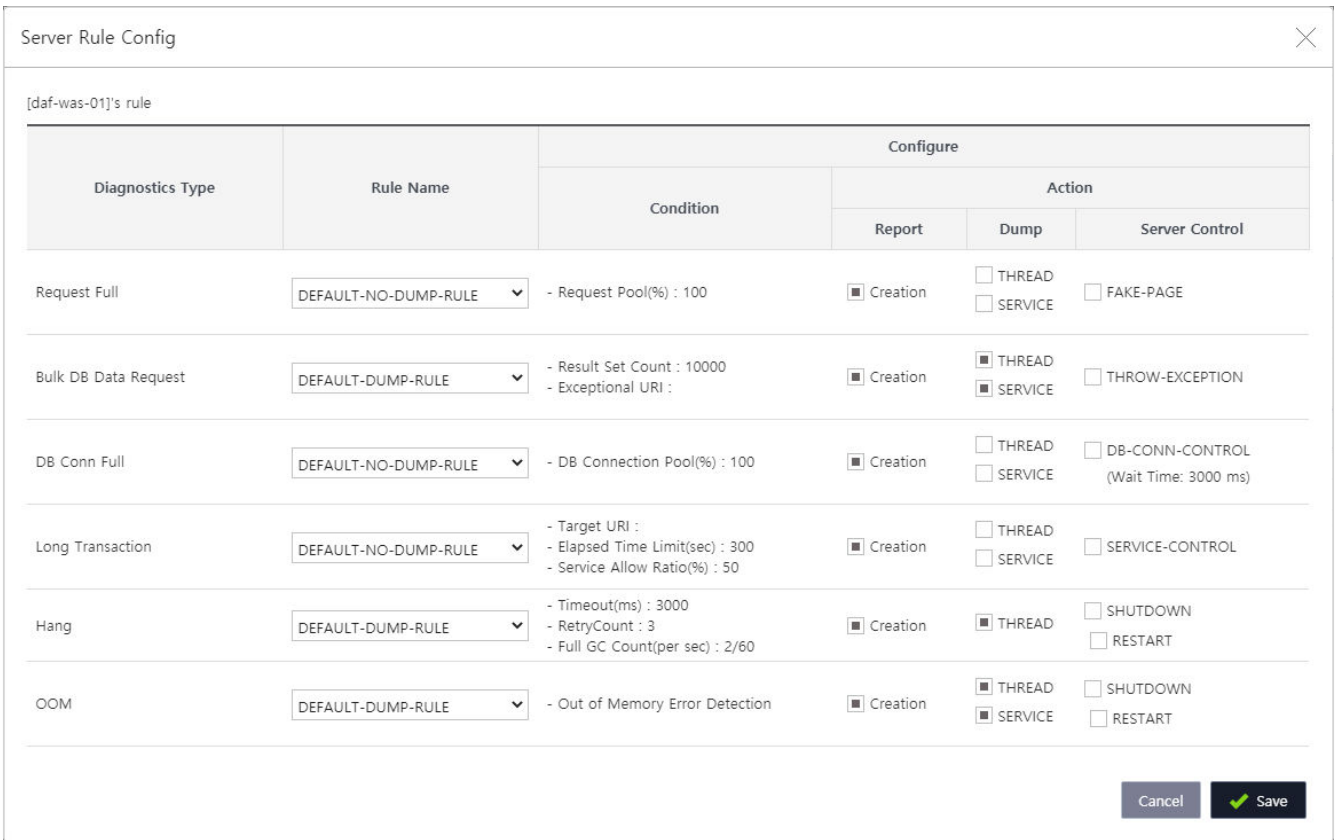 Server Rule Config
[daf-was-01]'s rule
Diagnostics Type
Rule Name
Configure
Condition
Action
Report
Dump
Server Control
Request Full
DEFAULT-NO-DUMP-RULE
- Request Pool(%) : 100
Creation
THREAD
SERVICE
FAKE-PAGE
Bulk DB Data Request
DEFAULT-DUMP-RULE
- Result Set Count : 10000
- Exceptional URI :
Creation
THREAD
SERVICE
THROW-EXCEPTION
DB Conn Full
DEFAULT-NO-DUMP-RULE
- DB Connection Pool(%) : 100
Creation
THREAD
SERVICE
DB-CONN-CONTROL
(Wait Time: 3000 ms)
Long Transaction
DEFAULT-NO-DUMP-RULE
- Target URI :
- Elapsed Time Limit(sec) : 300
- Service Allow Ratio(%) : 50
Creation
THREAD
SERVICE
SERVICE-CONTROL
Hang
DEFAULT-DUMP-RULE
- Timeout(ms) : 3000
- RetryCount : 3
- Full GC Count(per sec) : 2/60
Creation
THREAD
SHUTDOWN
RESTART
OOM
DEFAULT-DUMP-RULE
- Out of Memory Error Detection
Creation
THREAD
SERVICE
SHUTDOWN
RESTART
Cancel
Save